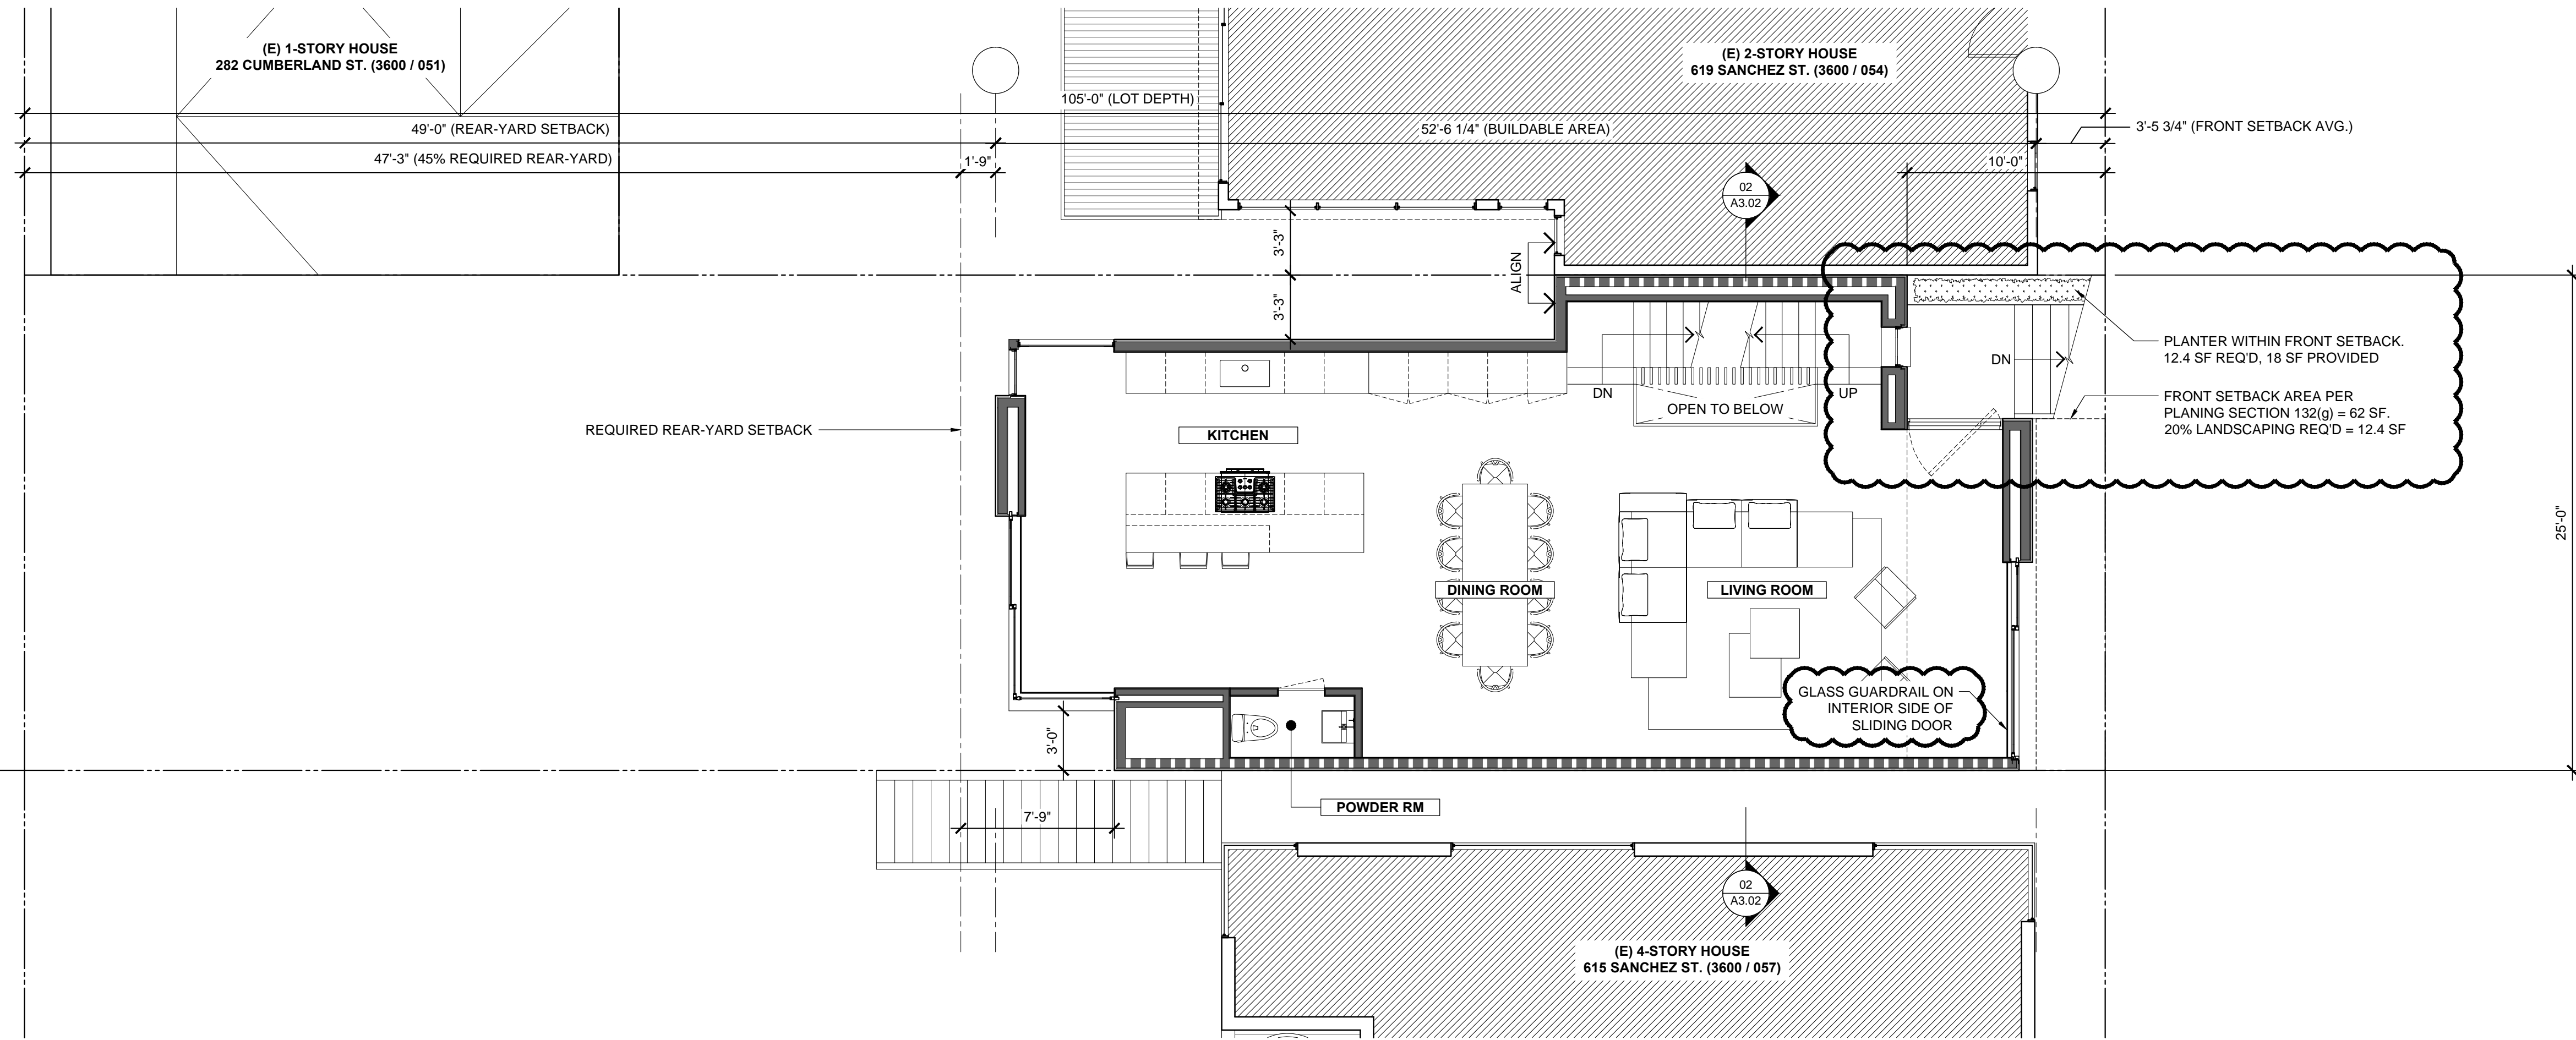 (E) 1-STORY HOUSE
282 CUMBERLAND ST. (3600 / 051)
(E) 2-STORY HOUSE
619 SANCHEZ ST. (3600 / 054)
105'-0" (LOT DEPTH)
49'-0" (REAR-YARD SETBACK)
52'-6 1/4" (BUILDABLE AREA)
3'-5 3/4" (FRONT SETBACK AVG.)
47'-3" (45% REQUIRED REAR-YARD)
1'-9"
10'-0"
02
A3.02
3'-3"
ALIGN
3'-3"
PLANTER WITHIN FRONT SETBACK.
12.4 SF REQ'D, 18 SF PROVIDED
DN
DN
UP
OPEN TO BELOW
FRONT SETBACK AREA PER
PLANING SECTION 132(g) = 62 SF.
20% LANDSCAPING REQ'D = 12.4 SF
REQUIRED REAR-YARD SETBACK
KITCHEN
25'-0"
DINING ROOM
LIVING ROOM
GLASS GUARDRAIL ON
INTERIOR SIDE OF
SLIDING DOOR
3'-0"
POWDER RM
7'-9"
02
A3.02
(E) 4-STORY HOUSE
615 SANCHEZ ST. (3600 / 057)